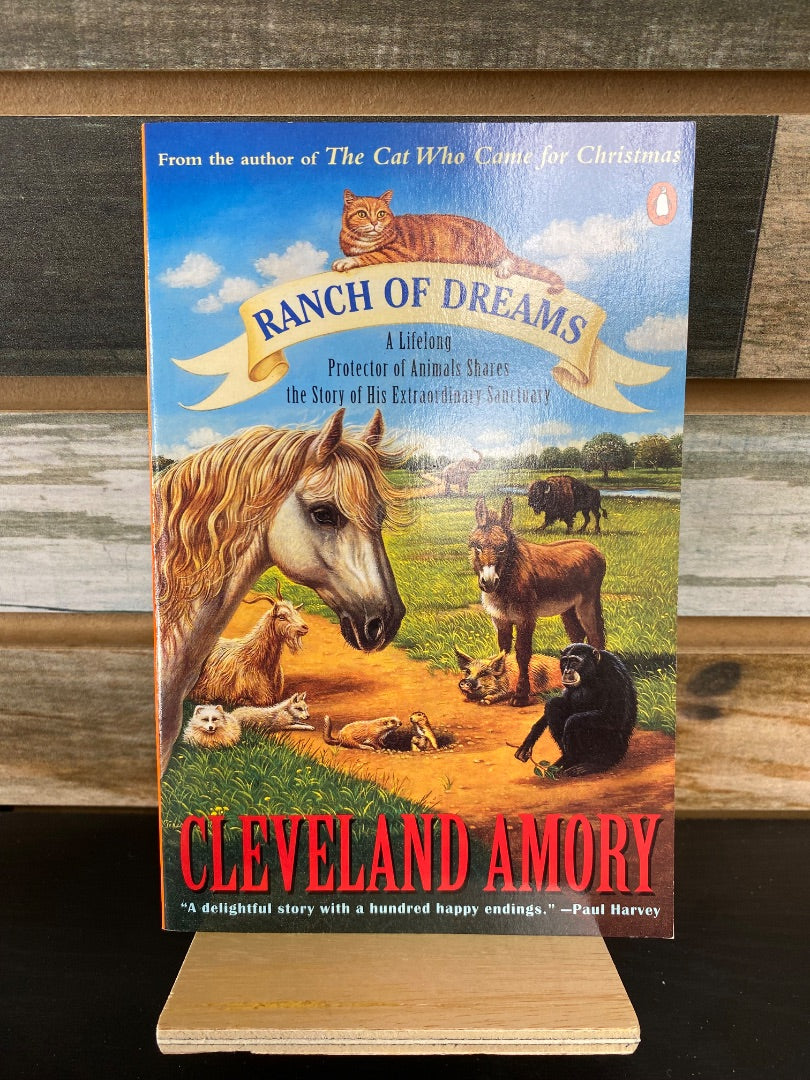 From the author of The Cat Who Came for Christmas
RANCH OF DREAMS
A Lifelong
Protector of Animals Shares
the Story of His Extraordinary Sanctuary
CLEVELAND AMORY
“A delightful story with a hundred happy endings.” —Paul Harvey